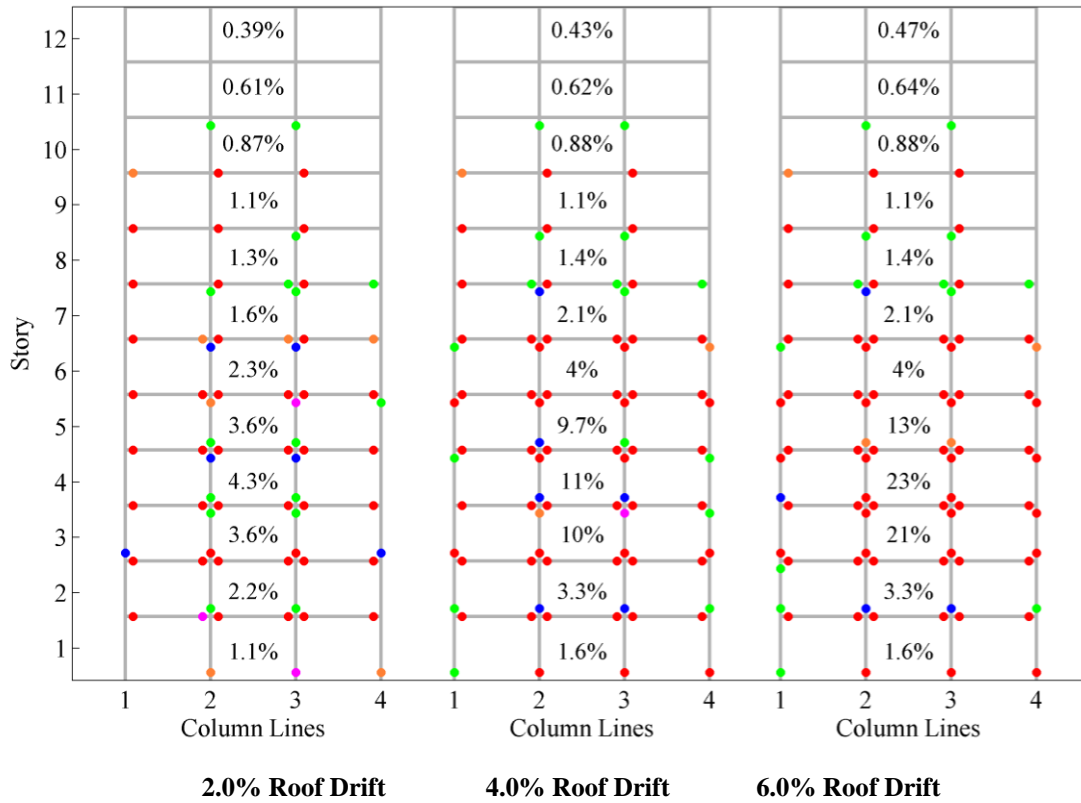 12 0.39% 0.43% 0.47%
11 0.61% 0.62% 0.64%
10 0.87% 0.88% 0.88%
9 1.1% 1.1% 1.1%
8 1.3% 1.4% 1.4%
7 1.6% 2.1% 2.1%
6 2.3% 4% 4%
5 3.6% 9.7% 13%
4 4.3% 11% 23%
3 3.6% 10% 21%
2 2.2% 3.3% 3.3%
1 1.1% 1.6% 1.6%
Story
1 2 3 4 1 2 3 4 1 2 3 4
Column Lines Column Lines Column Lines
2.0% Roof Drift 4.0% Roof Drift 6.0% Roof Drift